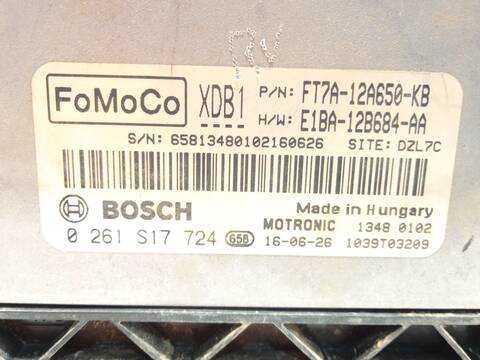 FoMoCo XDB1 P/N: FT7A-12A650-KB
H/W: E1BA-12B684-AA
S/N: 65813480102160626 SITE: DZL7C
BOSCH Made in Hungary
MOTRONIC 1348 0102
0 261 S17 724 658 16-06-26 1039T03209